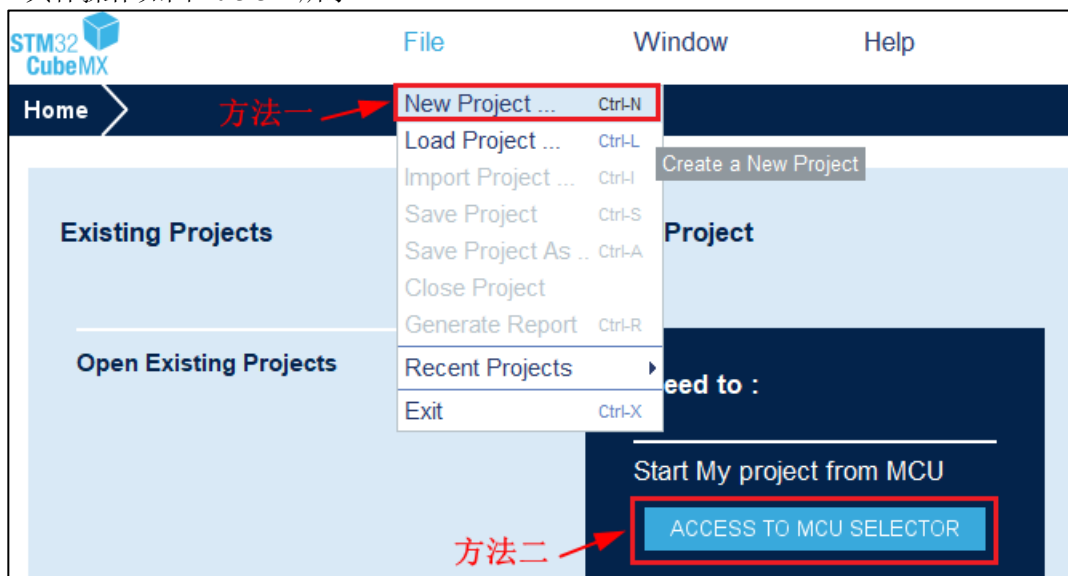 STM32
CubeMX
File
Window
Help
Home
方法一
New Project ... Ctrl-N
Load Project ... Ctrl-L
Create a New Project
Import Project ... Ctrl-I
Save Project Ctrl-S
Save Project As .. Ctrl-A
Close Project
Generate Report Ctrl-R
Recent Projects
Exit Ctrl-X
Existing Projects
Project
Open Existing Projects
eed to :
Start My project from MCU
ACCESS TO MCU SELECTOR
方法二